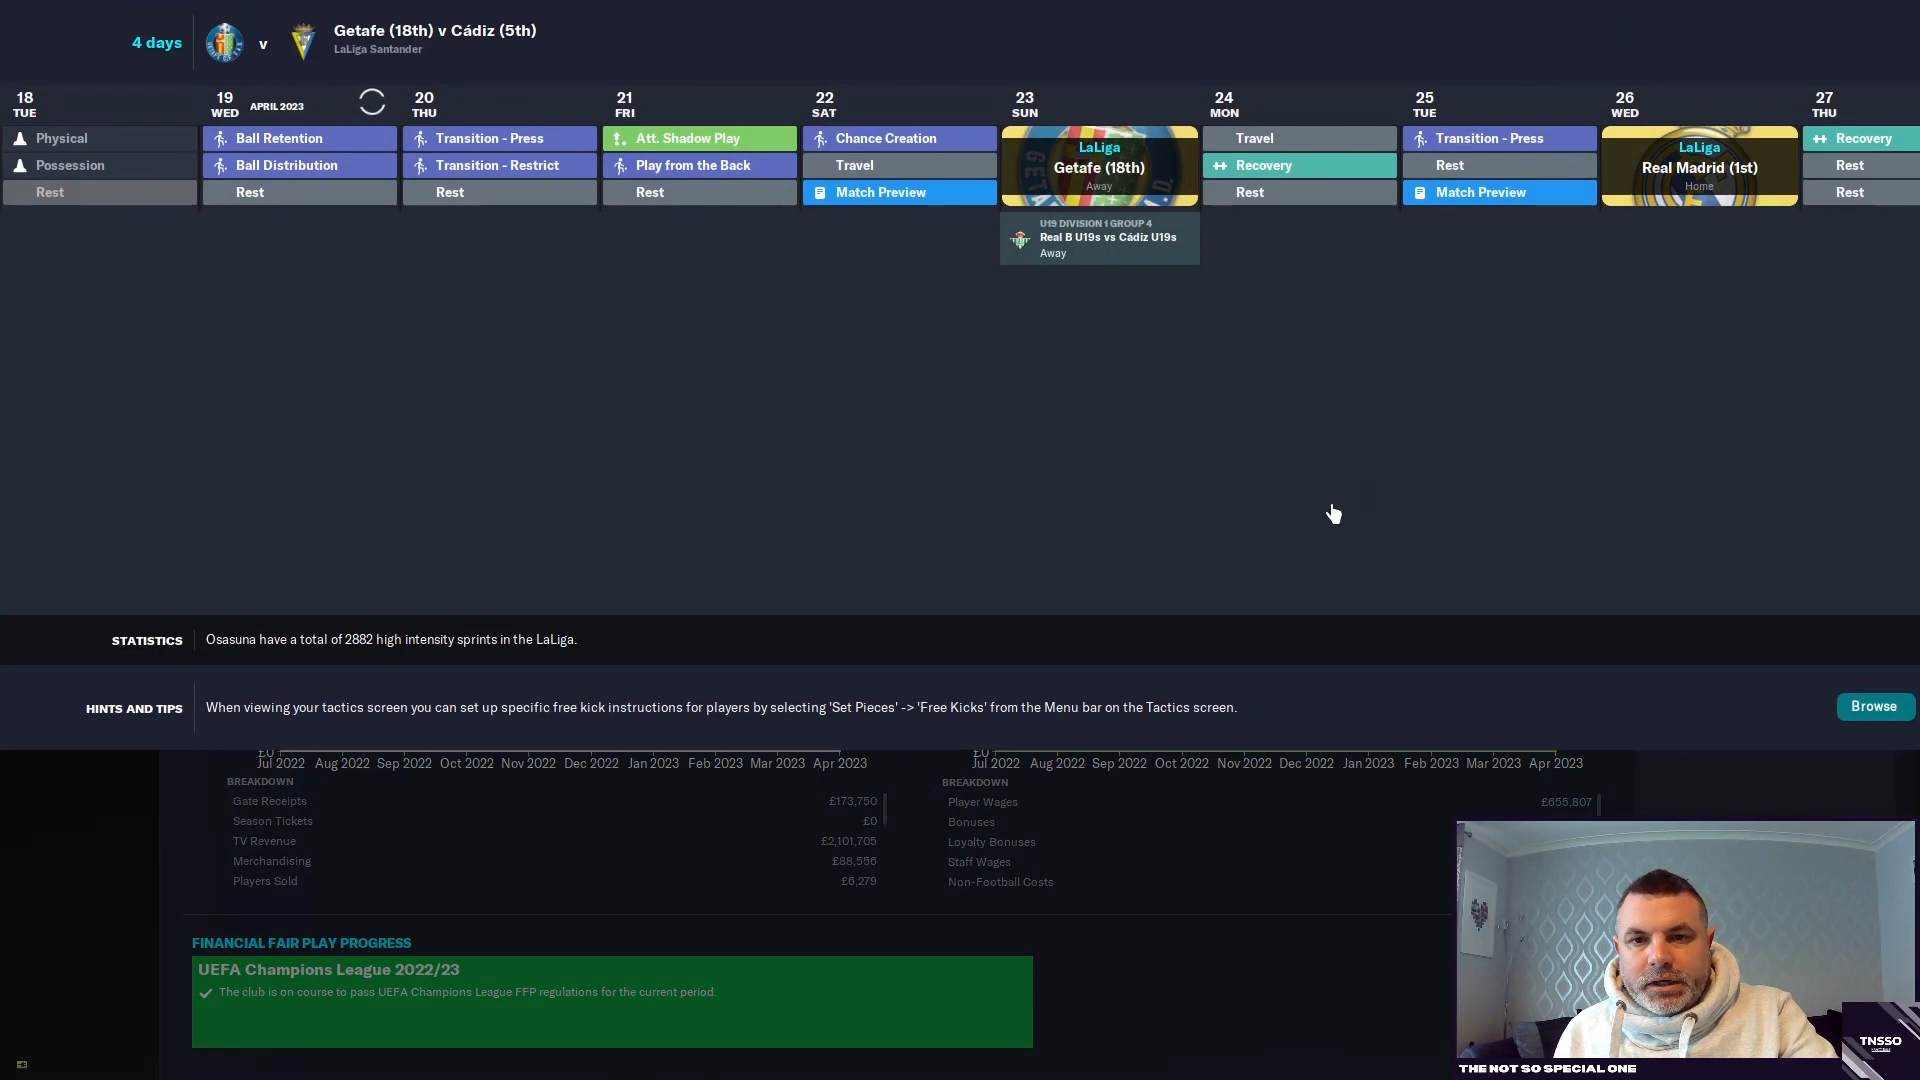 4 days
v
Getafe (18th) v Cádiz (5th)
LaLiga Santander
18
TUE
19
WED
APRIL 2023
20
THU
21
FRI
22
SAT
23
SUN
24
MON
25
TUE
26
WED
27
THU
Physical
Possession
Rest
Ball Retention
Ball Distribution
Rest
Transition - Press
Transition - Restrict
Rest
Att. Shadow Play
Play from the Back
Rest
Chance Creation
Travel
Match Preview
LaLiga
Getafe (18th)
Away
U19 DIVISION 1 GROUP 4
Real B U19s vs Cádiz U19s
Away
Travel
Recovery
Rest
Transition - Press
Rest
Match Preview
LaLiga
Real Madrid (1st)
Home
Recovery
Rest
Rest
STATISTICS
Osasuna have a total of 2882 high intensity sprints in the LaLiga.
HINTS AND TIPS
When viewing your tactics screen you can set up specific free kick instructions for players by selecting 'Set Pieces' -> 'Free Kicks' from the Menu bar on the Tactics screen.
Browse
£0
Jul 2022 Aug 2022 Sep 2022 Oct 2022 Nov 2022 Dec 2022 Jan 2023 Feb 2023 Mar 2023 Apr 2023
BREAKDOWN
Gate Receipts £173,750
Season Tickets £0
TV Revenue £2,101,705
Merchandising £88,556
Players Sold £6,279
£0
Jul 2022 Aug 2022 Sep 2022 Oct 2022 Nov 2022 Dec 2022 Jan 2023 Feb 2023 Mar 2023 Apr 2023
BREAKDOWN
Player Wages £655,807
Bonuses
Loyalty Bonuses
Staff Wages
Non-Football Costs
FINANCIAL FAIR PLAY PROGRESS
UEFA Champions League 2022/23
The club is on course to pass UEFA Champions League FFP regulations for the current period.
TNSSO
THE NOT SO SPECIAL ONE